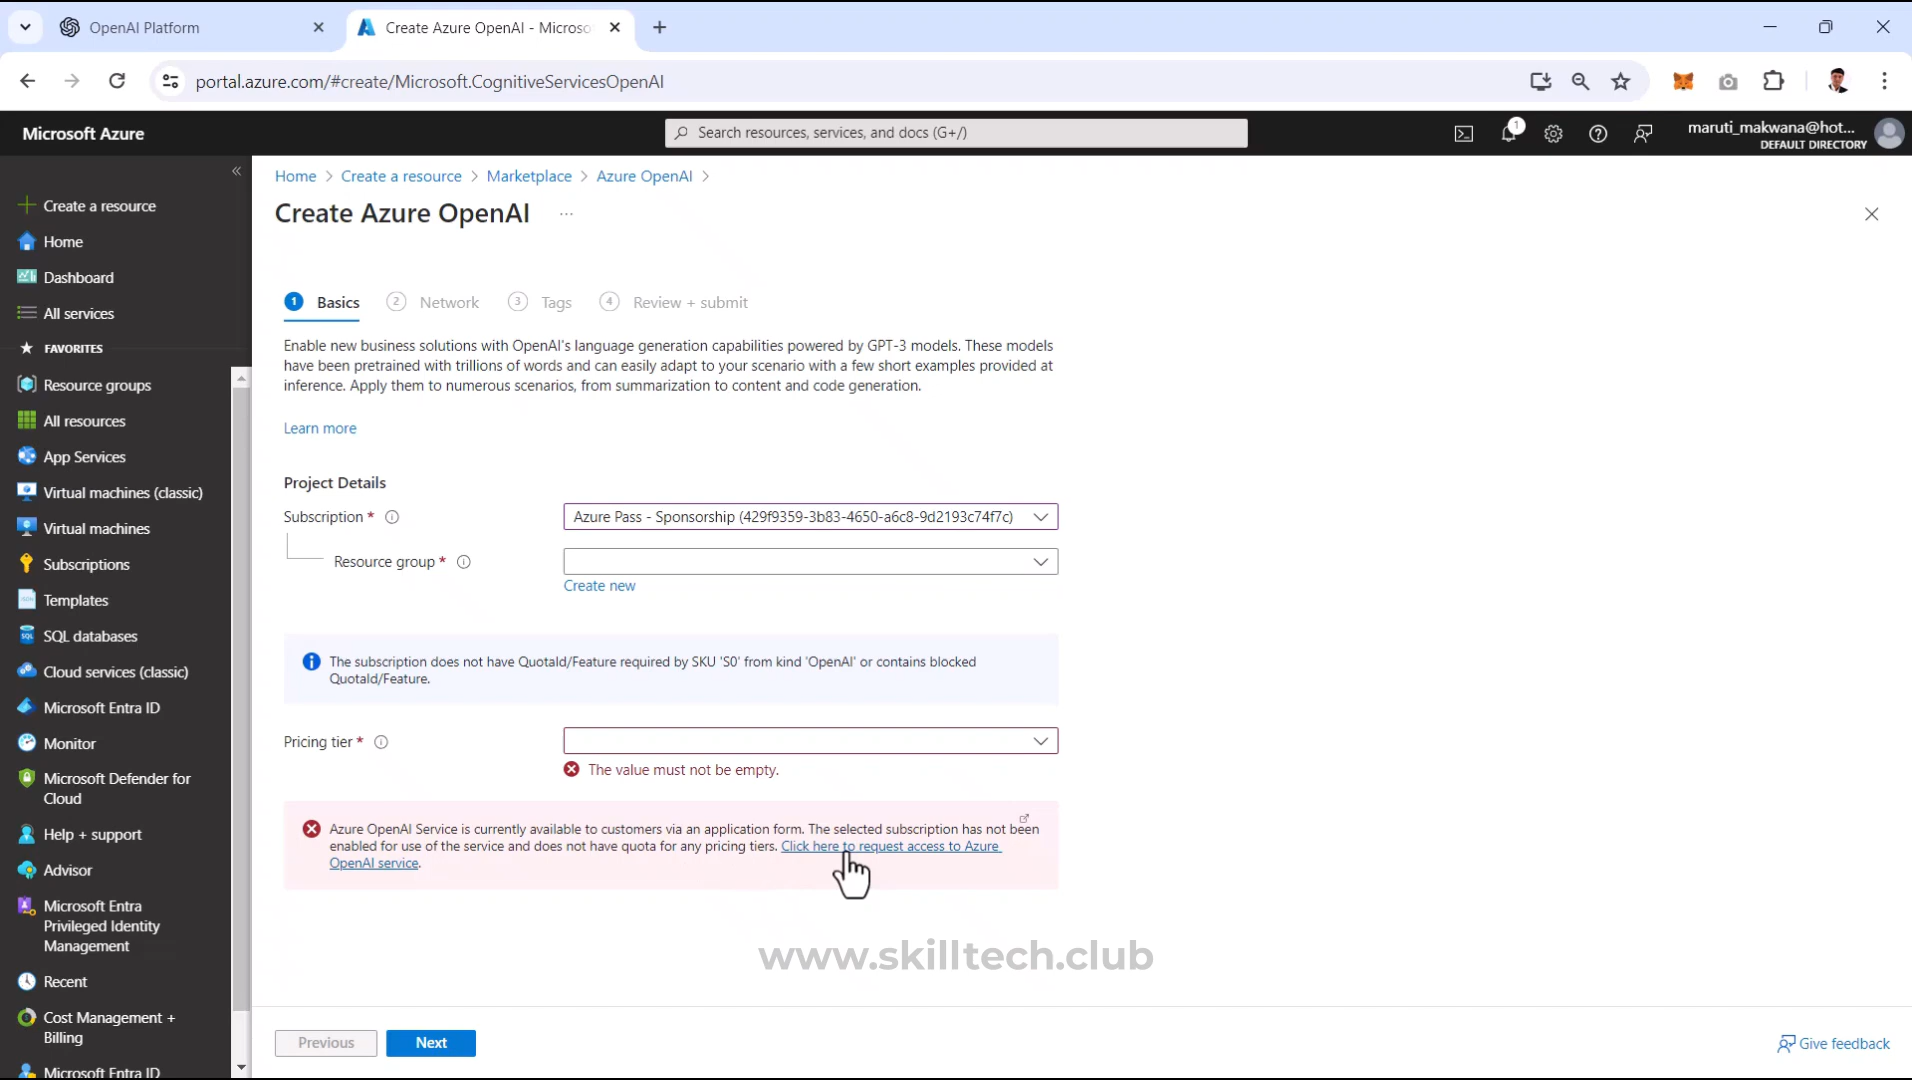 OpenAI Platform
Create Azure OpenAI - Microso
portal.azure.com/#create/Microsoft.CognitiveServicesOpenAI
Microsoft Azure
Search resources, services, and docs (G+/)
1
maruti_makwana@hot...
DEFAULT DIRECTORY
Create a resource
Home
Dashboard
All services
FAVORITES
Resource groups
All resources
App Services
Virtual machines (classic)
Virtual machines
Subscriptions
Templates
SQL databases
Cloud services (classic)
Microsoft Entra ID
Monitor
Microsoft Defender for
Cloud
Help + support
Advisor
Microsoft Entra
Privileged Identity
Management
Recent
Cost Management +
Billing
Microsoft Entra ID
Home > Create a resource > Marketplace > Azure OpenAI >
Create Azure OpenAI ...
1 Basics 2 Network 3 Tags 4 Review + submit
Enable new business solutions with OpenAI's language generation capabilities powered by GPT-3 models. These models
have been pretrained with trillions of words and can easily adapt to your scenario with a few short examples provided at
inference. Apply them to numerous scenarios, from summarization to content and code generation.
Learn more
Project Details
Subscription * Azure Pass - Sponsorship (429f9359-3b83-4650-a6c8-9d2193c74f7c)
Resource group *
Create new
The subscription does not have QuotaId/Feature required by SKU 'S0' from kind 'OpenAI' or contains blocked
QuotaId/Feature.
Pricing tier *
The value must not be empty.
Azure OpenAI Service is currently available to customers via an application form. The selected subscription has not been
enabled for use of the service and does not have quota for any pricing tiers. Click here to request access to Azure
OpenAI service.
www.skilltech.club
Previous Next
Give feedback